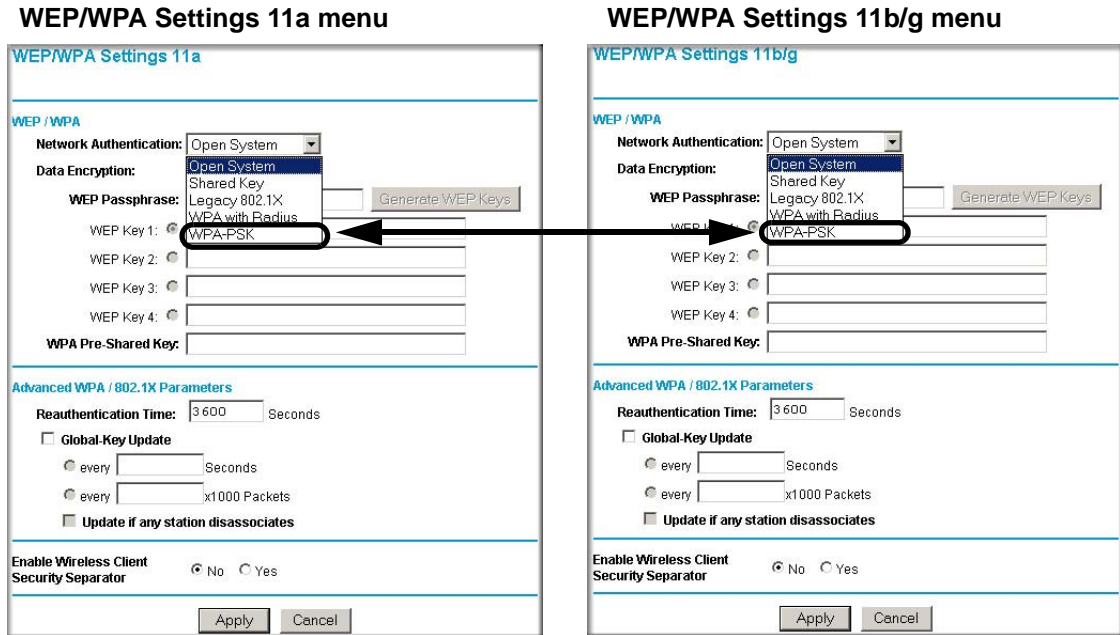 WEP/WPA Settings 11a menu
WEP/WPA Settings 11a
WEP / WPA
Network Authentication: Open System
Data Encryption:
Open System
Shared Key
Legacy 802.1X
WPA with Radius
WPA-PSK
WEP Passphrase: Generate WEP Keys
WEP Key 1:
WEP Key 2:
WEP Key 3:
WEP Key 4:
WPA Pre-Shared Key:
Advanced WPA / 802.1X Parameters
Reauthentication Time: 3600 Seconds
Global-Key Update
every Seconds
every x1000 Packets
Update if any station disassociates
Enable Wireless Client
Security Separator
No Yes
Apply Cancel
WEP/WPA Settings 11b/g menu
WEP/WPA Settings 11b/g
WEP / WPA
Network Authentication: Open System
Data Encryption:
Open System
Shared Key
Legacy 802.1X
WPA with Radius
WPA-PSK
WEP Passphrase: Generate WEP Keys
WEP
WEP Key 2:
WEP Key 3:
WEP Key 4:
WPA Pre-Shared Key:
Advanced WPA / 802.1X Parameters
Reauthentication Time: 3600 Seconds
Global-Key Update
every Seconds
every x1000 Packets
Update if any station disassociates
Enable Wireless Client
Security Separator
No Yes
Apply Cancel